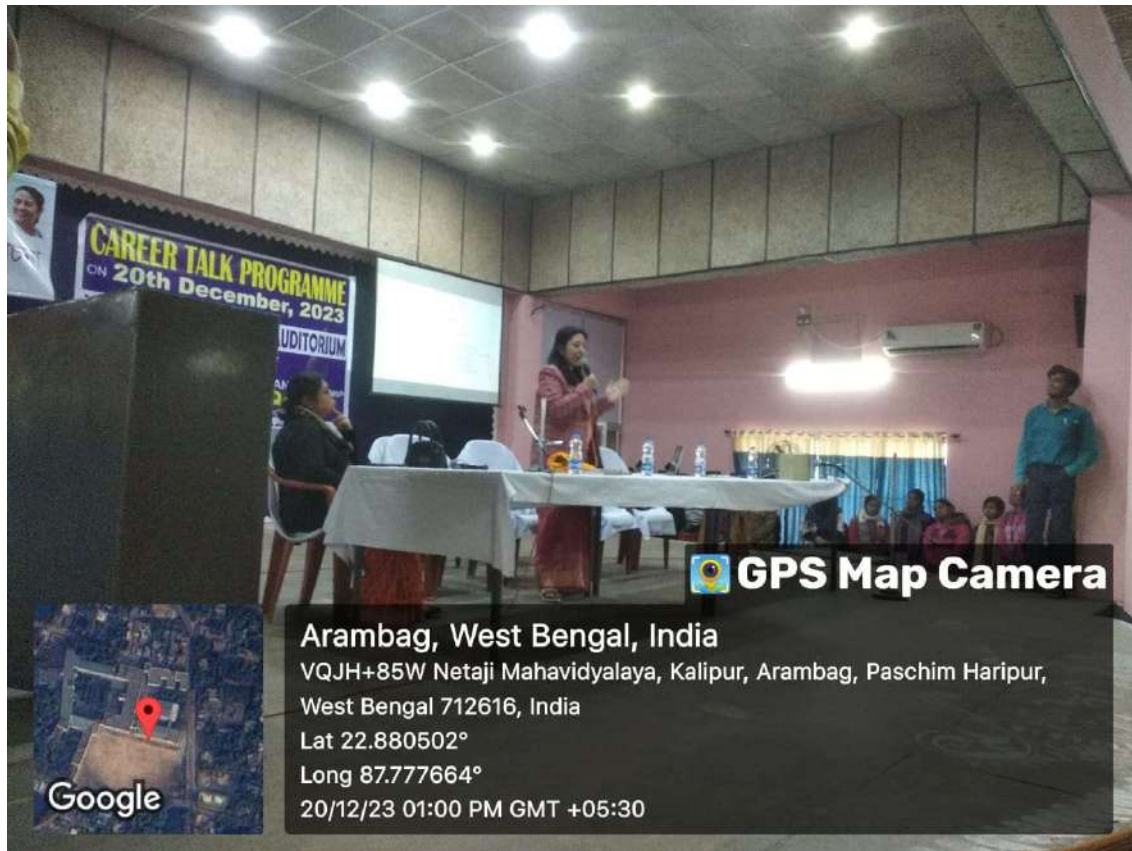 CAREER TALK PROGRAMME
ON 20th December, 2023
AUDITORIUM
GPS Map Camera
Arambag, West Bengal, India
VQJH+85W Netaji Mahavidyalaya, Kalipur, Arambag, Paschim Haripur,
West Bengal 712616, India
Lat 22.880502°
Long 87.777664°
20/12/23 01:00 PM GMT +05:30
Google